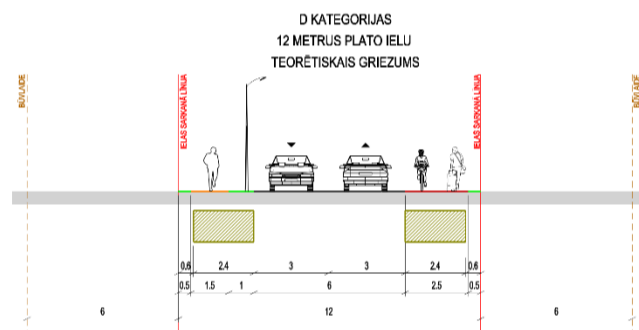 D KATEGORIJAS
12 METRUS PLATO IELU
TEORĒTISKAIS GRIEZUMS
BŪVLAIDE
IELAS SARKANĀ LĪNIJA
IELAS SARKANĀ LĪNIJA
BŪVLAIDE
0.6 2.4 3 3 2.4 0.6
0.5 1.5 1 6 2.5 0.5
6 12 6